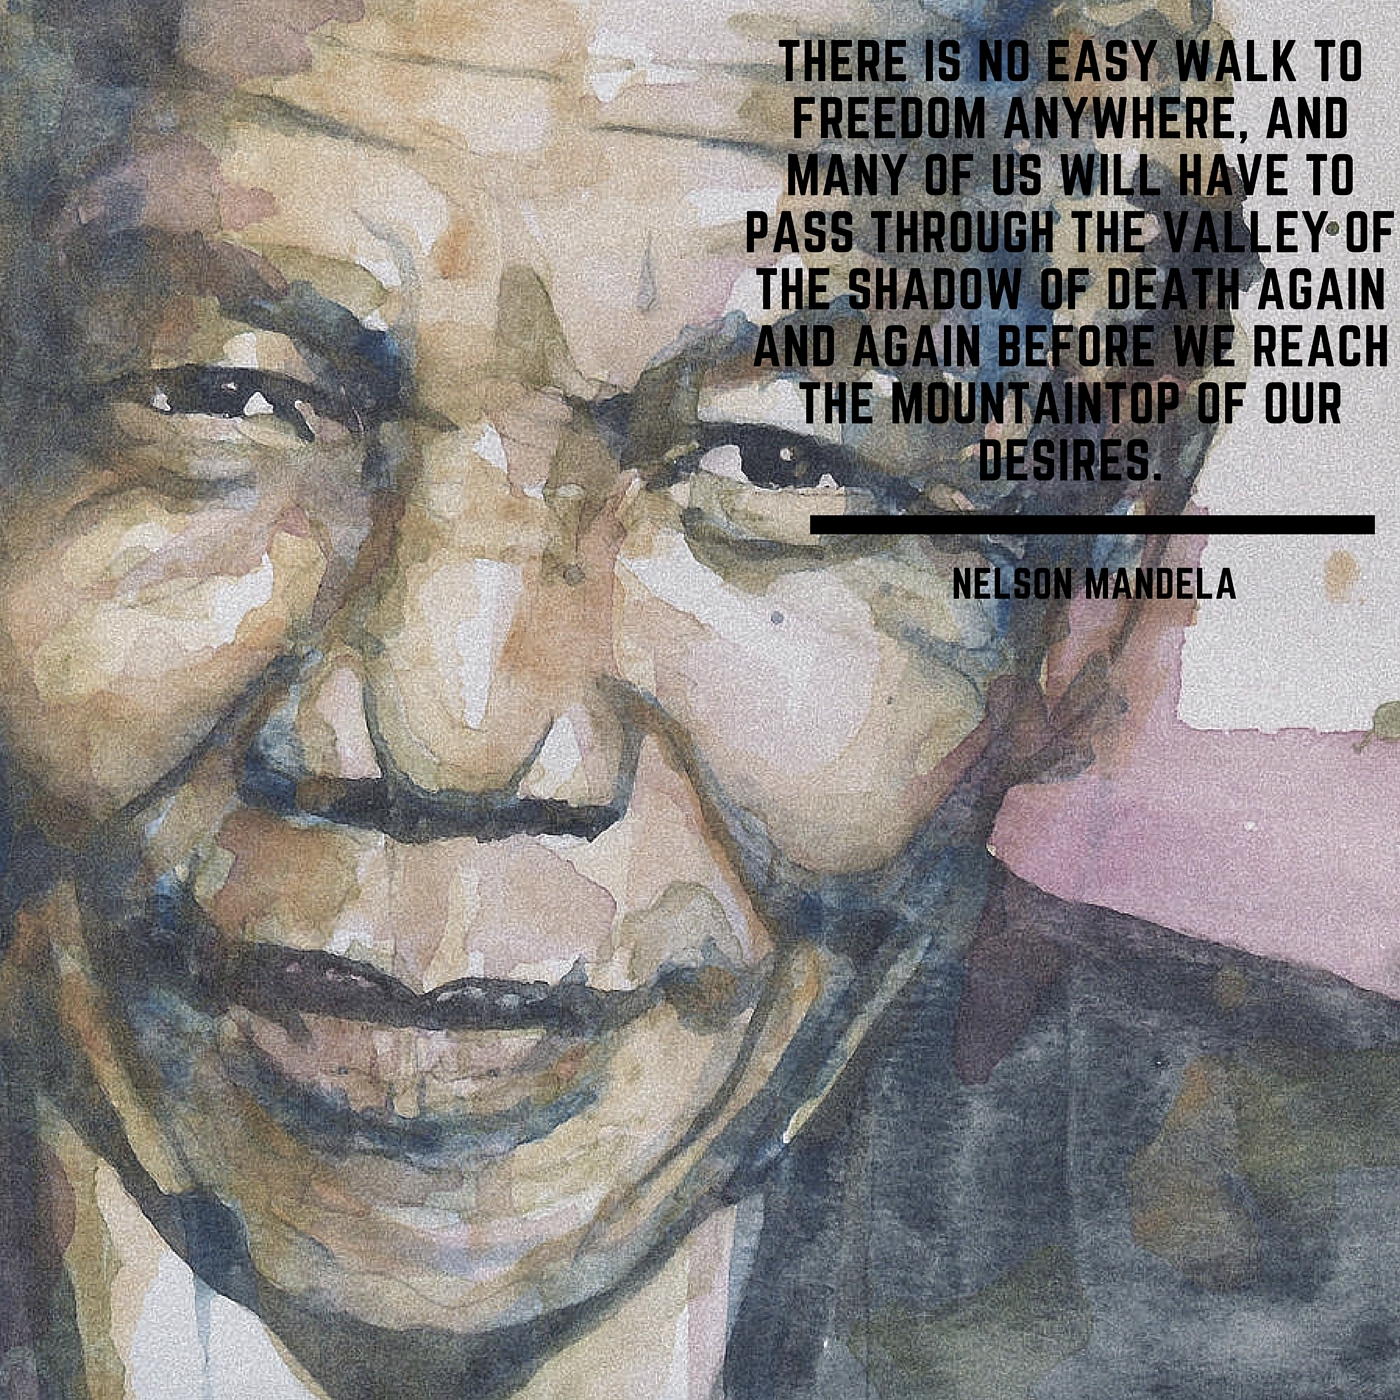 THERE IS NO EASY WALK TO
FREEDOM ANYWHERE, AND
MANY OF US WILL HAVE TO
PASS THROUGH THE VALLEY OF
THE SHADOW OF DEATH AGAIN
AND AGAIN BEFORE WE REACH
THE MOUNTAINTOP OF OUR
DESIRES.
NELSON MANDELA